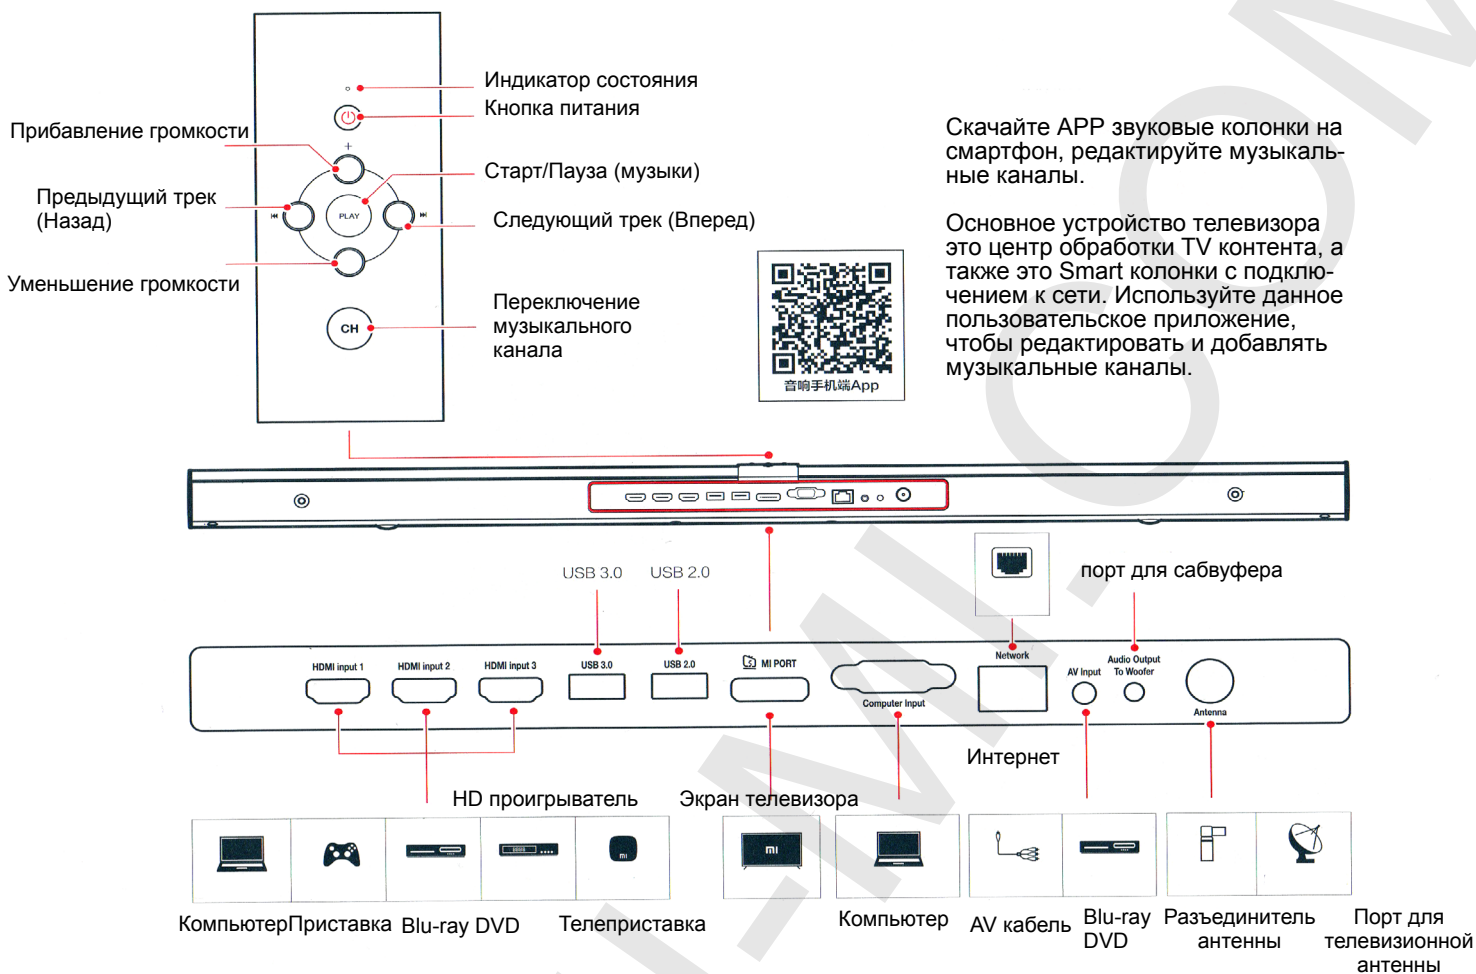 Индикатор состояния
Кнопка питания
Прибавление громкости
+
Старт/Пауза (музыки)
Предыдущий трек
(Назад)
PLAY
Следующий трек (Вперед)
Уменьшение громкости
Переключение
музыкального
канала
CH
Скачайте APP звуковые колонки на
смартфон, редактируйте музыкаль-
ные каналы.
Основное устройство телевизора
это центр обработки TV контента, а
также это Smart колонки с подклю-
чением к сети. Используйте данное
пользовательское приложение,
чтобы редактировать и добавлять
музыкальные каналы.
音响手机端App
USB 3.0
USB 2.0
порт для сабвуфера
HDMI input 1
HDMI input 2
HDMI input 3
USB 3.0
USB 2.0
MI PORT
Computer Input
Network
AV Input
Audio Output
To Woofer
Antenna
Интернет
HD проигрыватель
Экран телевизора
mi
mi
Компьютер
Приставка
Blu-ray DVD
Телеприставка
Компьютер
AV кабель
Blu-ray
DVD
Разъединитель
антенны
Порт для
телевизионной
антенны
MI-MI.COM